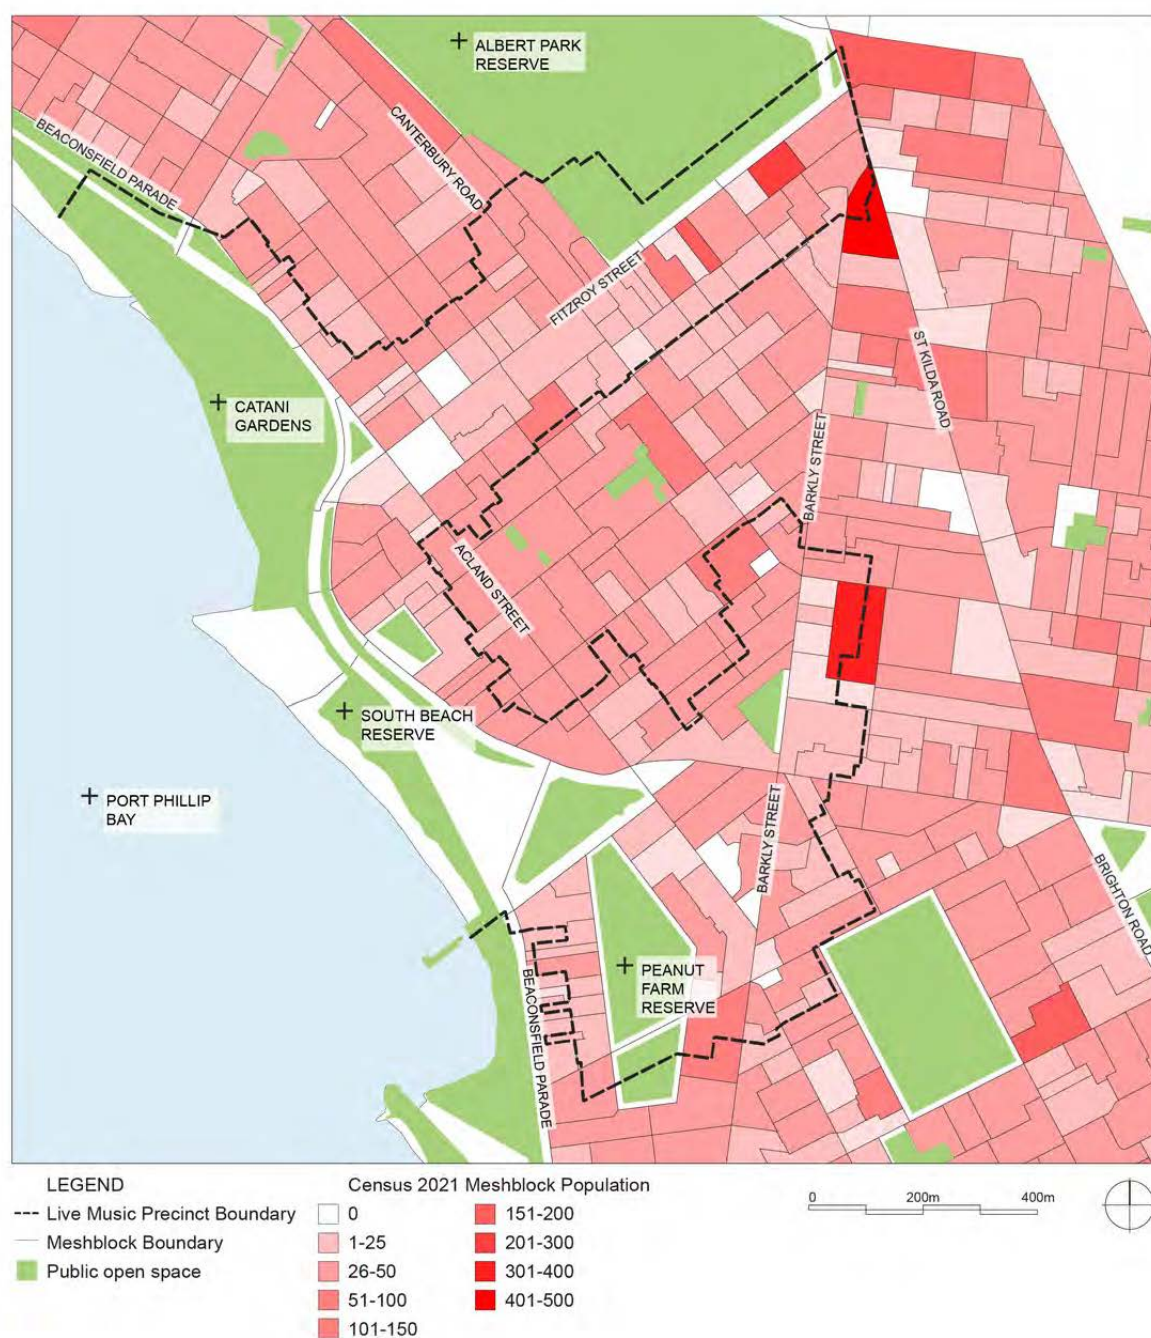 ALBERT PARK
RESERVE
CANTERBURY ROAD
BEACONSFIELD PARADE
FITZROY STREET
ST KILDA ROAD
CATANI
GARDENS
BARKLY STREET
ACLAND STREET
SOUTH BEACH
RESERVE
PORT PHILLIP
BAY
BARKLY STREET
BRIGHTON ROAD
PEANUT
FARM
RESERVE
BEACONSFIELD PARADE
LEGEND
Live Music Precinct Boundary
Meshblock Boundary
Public open space
Census 2021 Meshblock Population
0
1-25
26-50
51-100
101-150
151-200
201-300
301-400
401-500
0 200m 400m